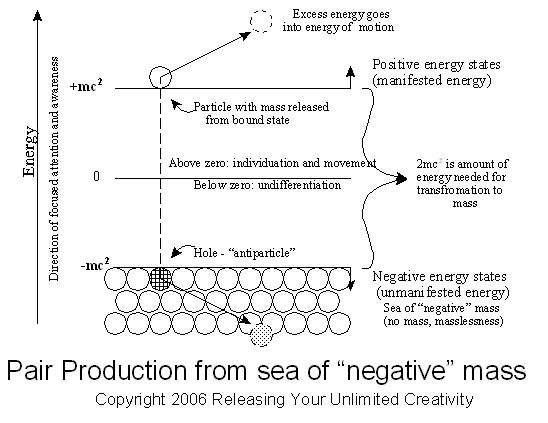 Excess energy goes
into energy of motion
Positive energy states
(manifested energy)
+mc²
Particle with mass released
from bound state
Energy
Direction of focused attention and awareness
Above zero: individuation and movement
0
Below zero: undifferentiation
2mc² is amount of
energy needed for
transfromation to
mass
Hole - “antiparticle”
-mc²
Negative energy states
(unmanifested energy)
Sea of “negative” mass
(no mass, masslessness)
Pair Production from sea of “negative” mass
Copyright 2006 Releasing Your Unlimited Creativity